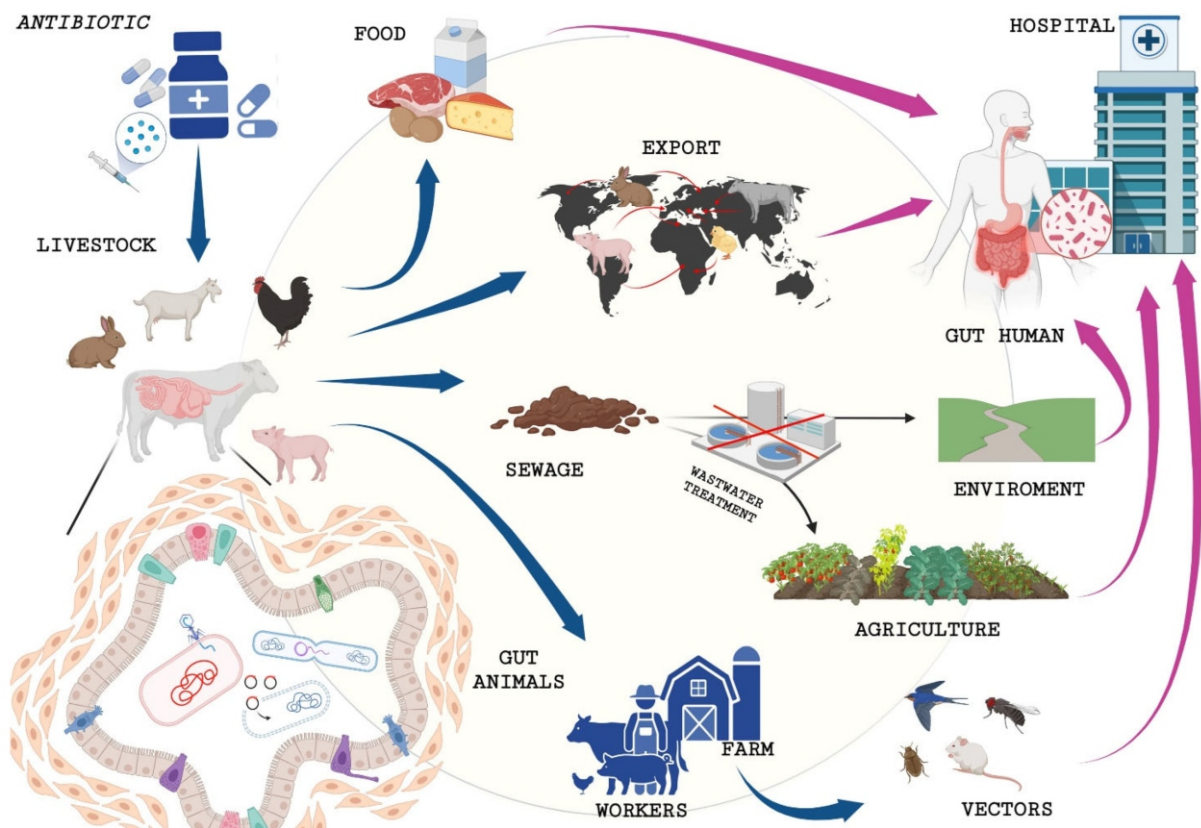 ANTIBIOTIC
FOOD
HOSPITAL
EXPORT
LIVESTOCK
GUT HUMAN
SEWAGE
WASTWATER
TREATMENT
ENVIROMENT
AGRICULTURE
GUT
ANIMALS
FARM
WORKERS
VECTORS